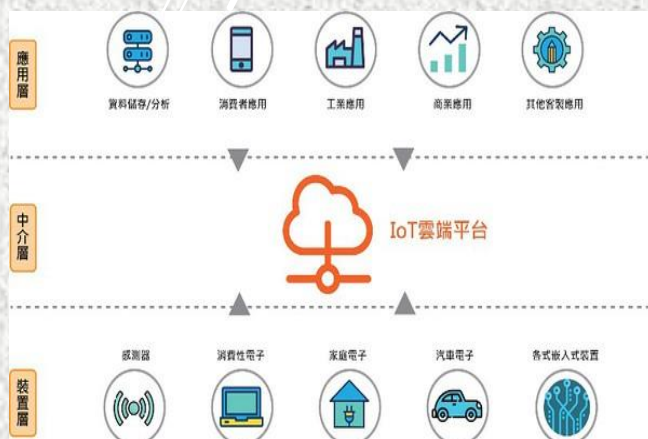 應用層
資料儲存/分析
消費者應用
工業應用
商業應用
其他客製應用
中介層
IoT雲端平台
裝置層
感測器
消費性電子
家庭電子
汽車電子
各式嵌入式裝置